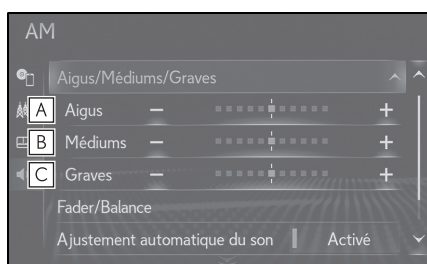 AM
Aigus/Médiums/Graves
A Aigus − +
B Médiums − +
C Graves − +
Fader/Balance
Ajustement automatique du son Activé